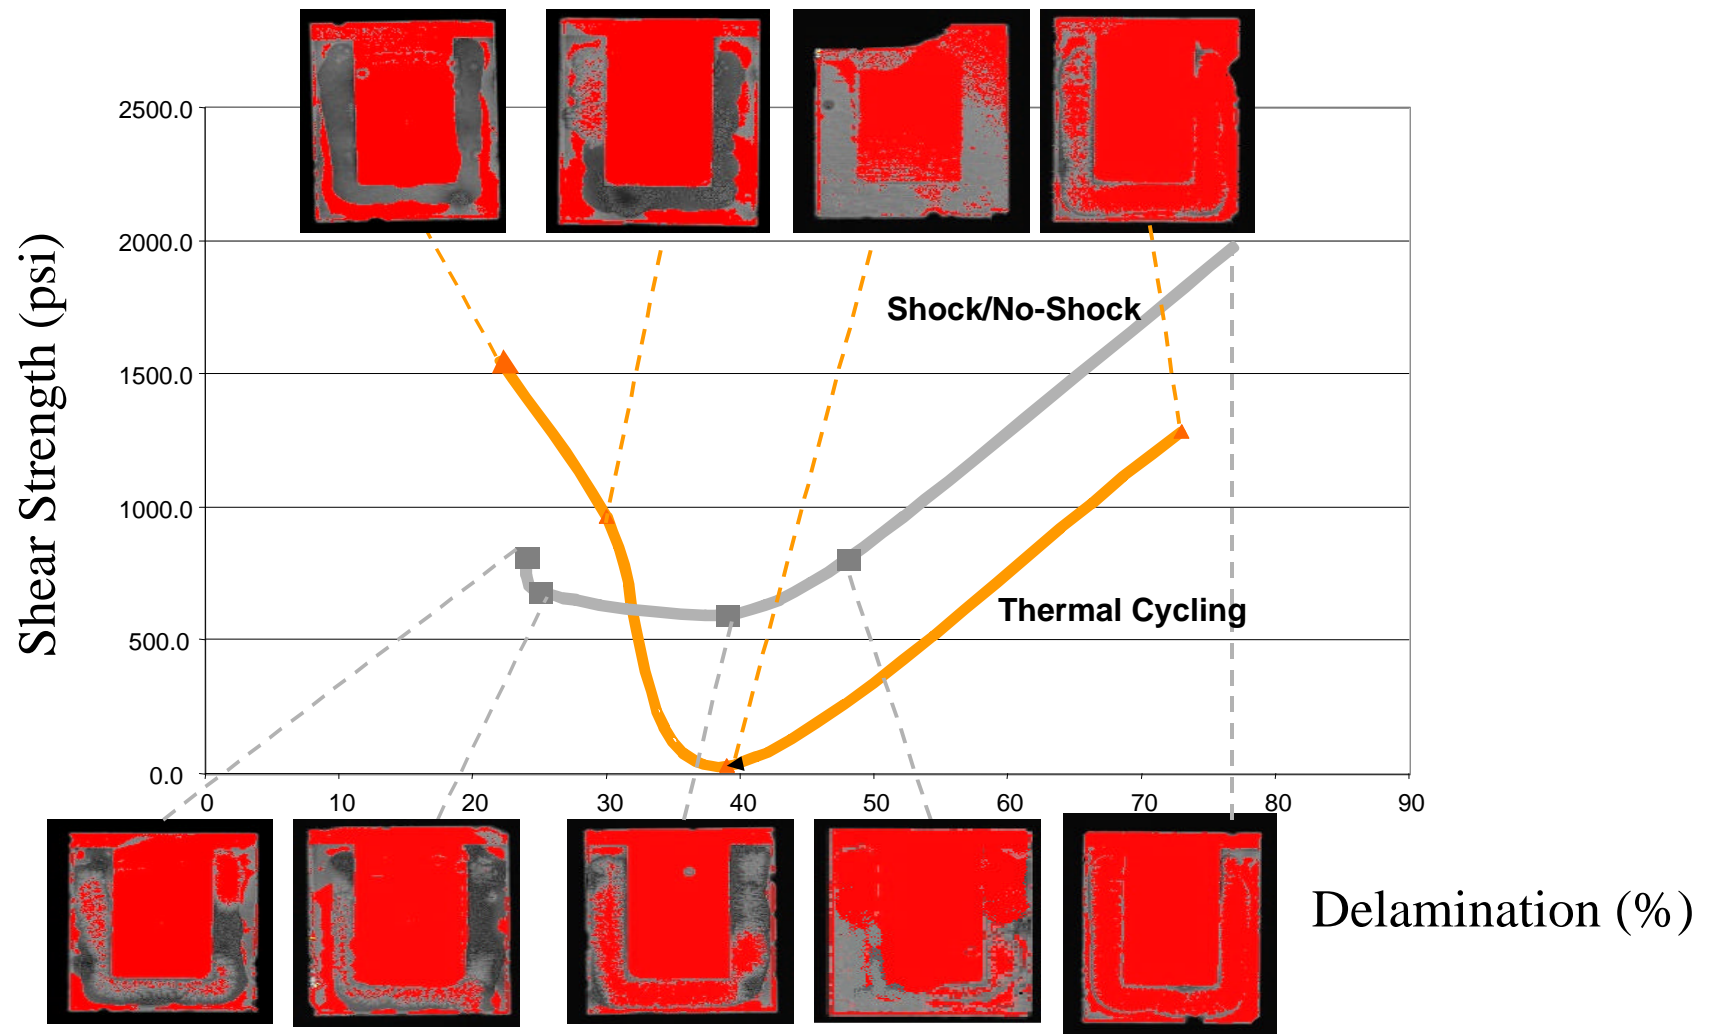 2500.0
2000.0
1500.0
1000.0
500.0
0.0
Shear Strength (psi)
Shock/No-Shock
Thermal Cycling
0 10 20 30 40 50 60 70 80 90
Delamination (%)